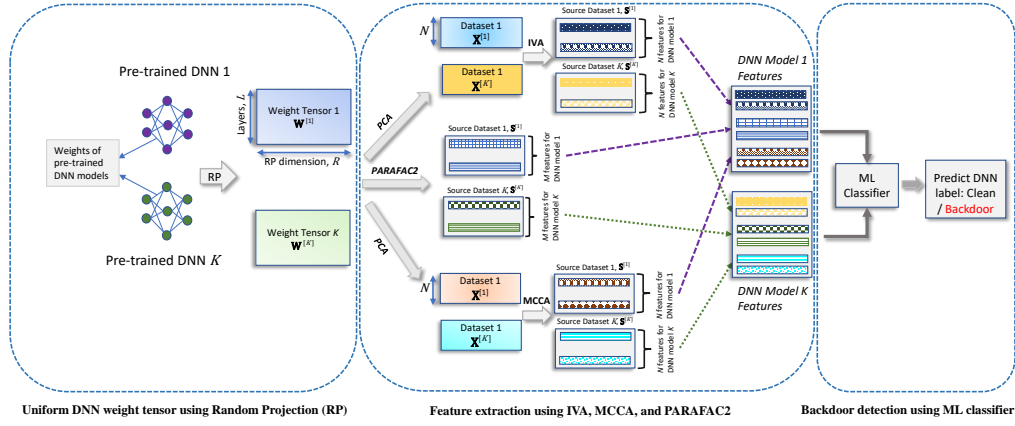 Pre-trained DNN 1
Weights of
pre-trained
DNN models
Pre-trained DNN K
RP
Layers, L
Weight Tensor 1
W[1]
RP dimension, R
Weight Tensor K
W[K]
Uniform DNN weight tensor using Random Projection (RP)
PCA
PARAFAC2
PCA
N
Dataset 1
X[1]
Dataset 1
X[K]
IVA
Source Dataset 1, S[1]
N features for
DNN model 1
Source Dataset K, S[K]
N features for
DNN model K
Source Dataset 1, S[1]
M features for
DNN model 1
Source Dataset K, S[K]
M features for
DNN model K
N
Dataset 1
X[1]
Dataset 1
X[K]
MCCA
Source Dataset 1, S[1]
N features for
DNN model 1
Source Dataset K, S[K]
N features for
DNN model K
DNN Model 1
Features
DNN Model K
Features
Feature extraction using IVA, MCCA, and PARAFAC2
ML
Classifier
Predict DNN
label: Clean
/ Backdoor
Backdoor detection using ML classifier